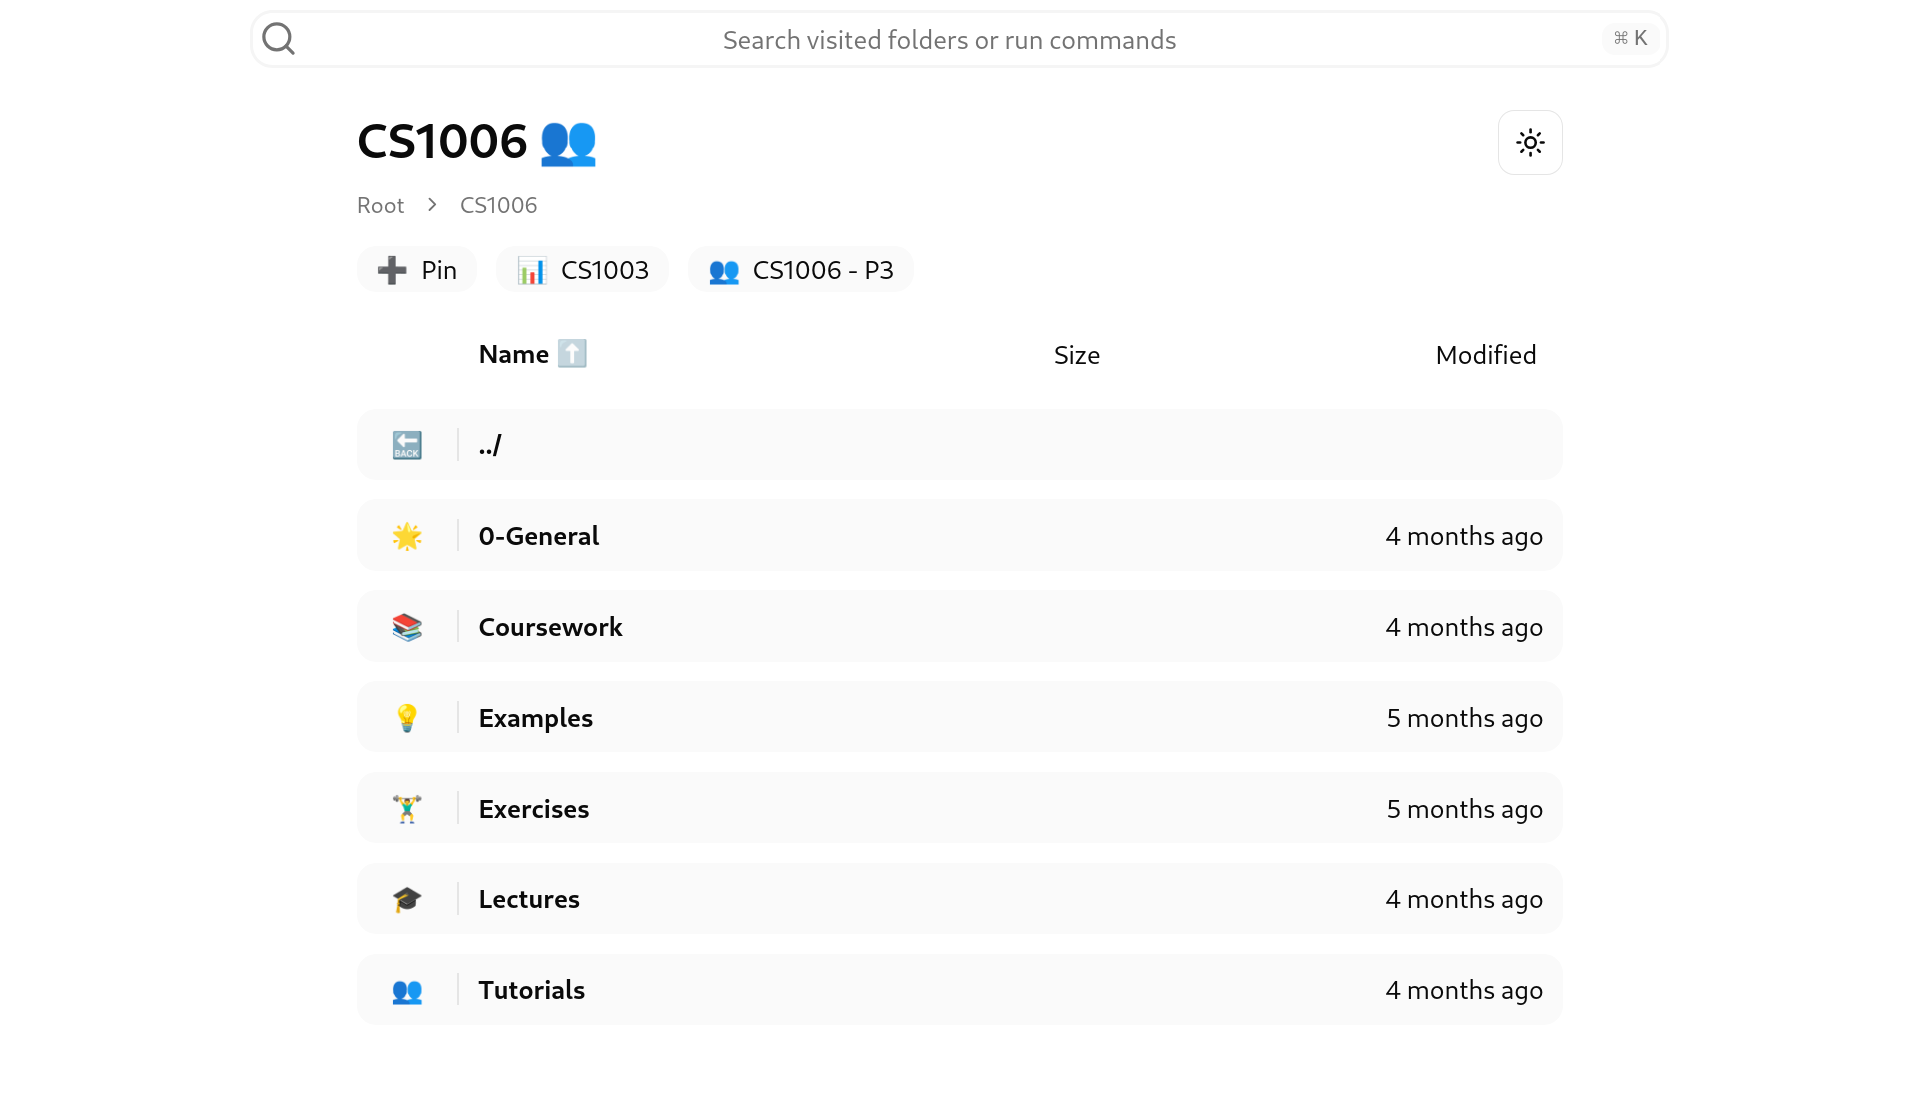 Search visited folders or run commands ⌘ K
CS1006 👥
Root > CS1006
➕ Pin 📊 CS1003 👥 CS1006 - P3
Name ⬆️ Size Modified
🔙 ../
🌟 0-General 4 months ago
📚 Coursework 4 months ago
💡 Examples 5 months ago
🏋️‍♂️ Exercises 5 months ago
🎓 Lectures 4 months ago
👥 Tutorials 4 months ago